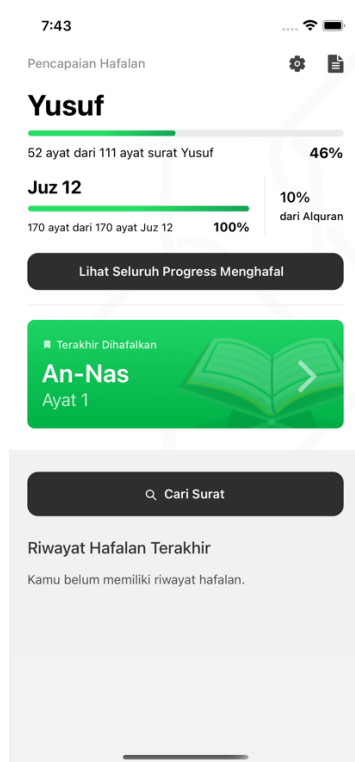 7:43
Pencapaian Hafalan
Yusuf
52 ayat dari 111 ayat surat Yusuf
46%
Juz 12
170 ayat dari 170 ayat Juz 12
100%
10%
dari Alquran
Lihat Seluruh Progress Menghafal
Terakhir Dihafalkan
An-Nas
Ayat 1
Cari Surat
Riwayat Hafalan Terakhir
Kamu belum memiliki riwayat hafalan.